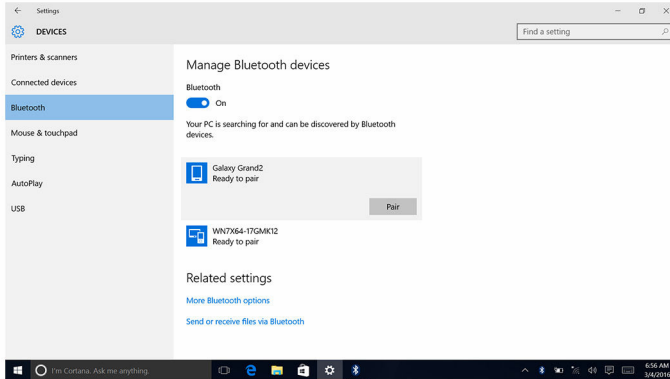 Settings
DEVICES
Find a setting
Printers & scanners
Connected devices
Bluetooth
Mouse & touchpad
Typing
AutoPlay
USB
Manage Bluetooth devices
Bluetooth
On
Your PC is searching for and can be discovered by Bluetooth
devices.
Galaxy Grand2
Ready to pair
Pair
WN7X64-17GMK12
Ready to pair
Related settings
More Bluetooth options
Send or receive files via Bluetooth
I'm Cortana. Ask me anything.
6:56 AM
3/4/2016